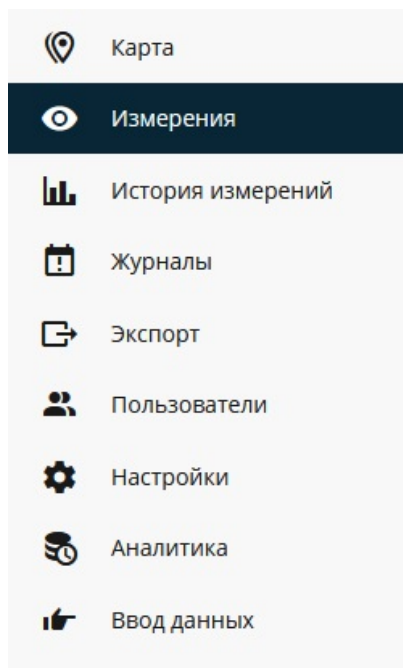 Карта
Измерения
История измерений
Журналы
Экспорт
Пользователи
Настройки
Аналитика
Ввод данных